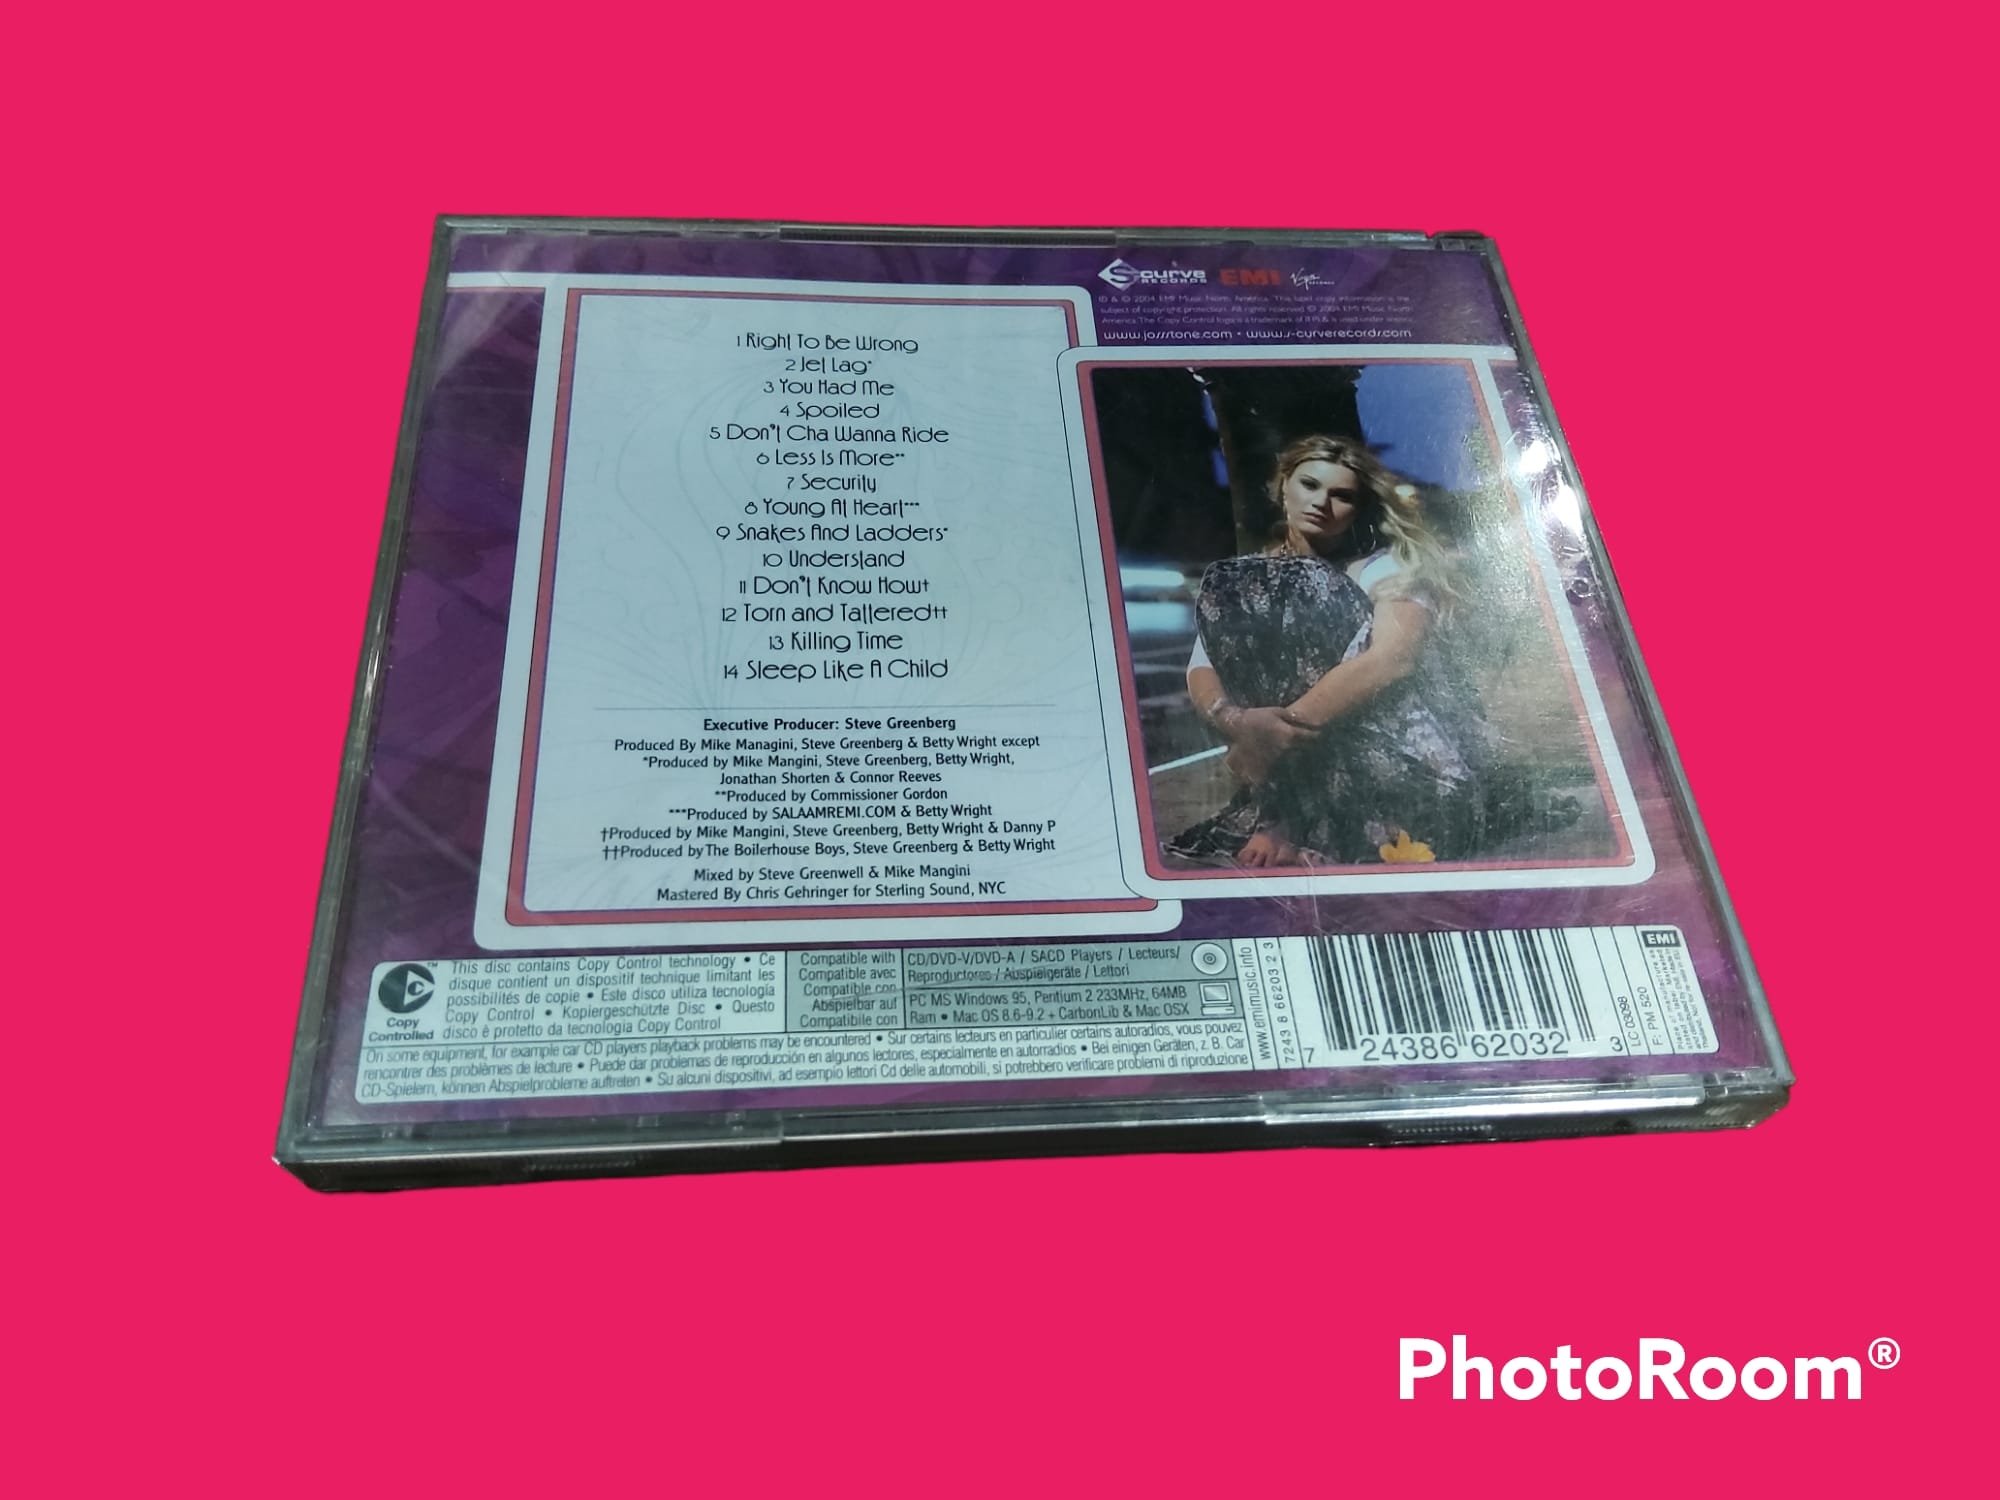 S-curve RECORDS EMI Virgin RECORDS
℗ & © 2004 EMI Music North America. This label copy information is the
subject of copyright protection. All rights reserved © 2004 EMI Music North
America. The Copy Control logo is a trademark of IFPI & is used under licence
www.jossstone.com • www.s-curverecords.com
1 Right To Be Wrong
2 Jet Lag*
3 You Had Me
4 Spoiled
5 Don't Cha Wanna Ride
6 Less Is More**
7 Security
8 Young At Heart***
9 Snakes And Ladders*
10 Understand
11 Don't Know How†
12 Torn and Tattered††
13 Killing Time
14 Sleep Like A Child
Executive Producer: Steve Greenberg
Produced By Mike Managini, Steve Greenberg & Betty Wright except
*Produced by Mike Mangini, Steve Greenberg, Betty Wright,
Jonathan Shorten & Connor Reeves
**Produced by Commissioner Gordon
***Produced by SALAAMREMI.COM & Betty Wright
†Produced by Mike Mangini, Steve Greenberg, Betty Wright & Danny P
††Produced by The Boilerhouse Boys, Steve Greenberg & Betty Wright
Mixed by Steve Greenwell & Mike Mangini
Mastered By Chris Gehringer for Sterling Sound, NYC
™
Copy
Controlled
This disc contains Copy Control technology • Ce
disque contient un dispositif technique limitant les
possibilités de copie • Este disco utiliza tecnología
Copy Control • Kopiergeschützte Disc • Questo
disco è protetto da tecnologia Copy Control
Compatible with
Compatible avec
Compatible con
Abspielbar auf
Compatibile con
CD/DVD-V/DVD-A / SACD Players / Lecteurs/
Reproductores / Abspielgeräte / Lettori
PC MS Windows 95, Pentium 2 233MHz, 64MB
Ram • Mac OS 8.6-9.2 + CarbonLib & Mac OSX
On some equipment, for example car CD players playback problems may be encountered • Sur certains lecteurs en particulier certains autoradios, vous pouvez
rencontrer des problèmes de lecture • Puede dar problemas de reproducción en algunos lectores, especialmente en autorradios • Bei einigen Geräten, z. B. Car
CD-Spielern, können Abspielprobleme auftreten • Su alcuni dispositivi, ad esempio lettori Cd delle automobili, si potrebbero verificare problemi di riproduzione
www.emimusic.info
7243 8 66203 2 3
7 24386 62032 3
LC 03098
F: PM 520
EMI
PhotoRoom®